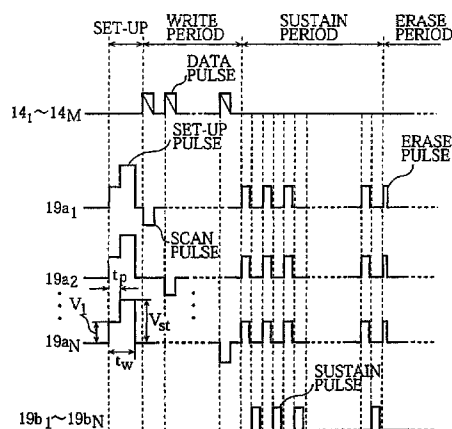 SET-UP
WRITE PERIOD
SUSTAIN PERIOD
ERASE PERIOD
DATA PULSE
14₁~14M
SET-UP PULSE
ERASE PULSE
19a₁
SCAN PULSE
19a₂
tp
V₁
Vst
19aN
tw
SUSTAIN PULSE
19b₁~19bN